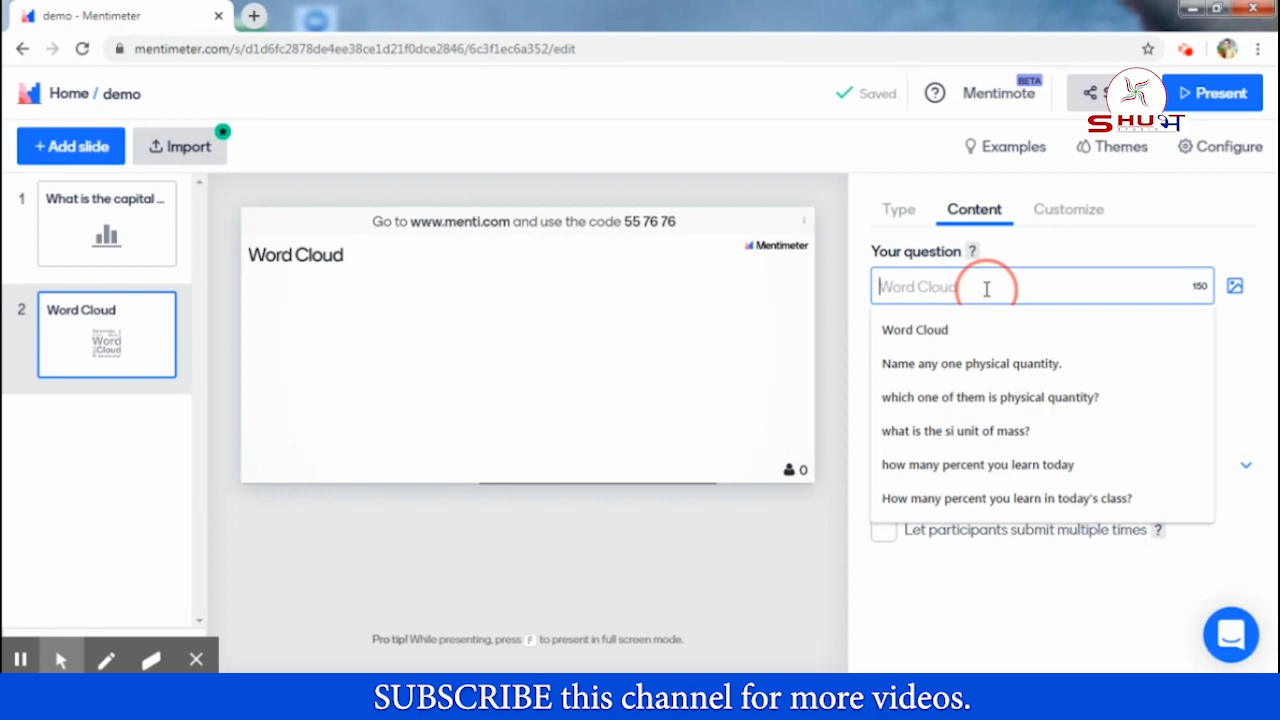 demo - Mentimeter
mentimeter.com/s/d1d6fc2878de4ee38ce1d21f0dce2846/6c3f1ec6a352/edit
Home / demo
Saved
Mentimote
BETA
Present
SHUभ
STUDIO
+ Add slide
Import
Examples
Themes
Configure
1
What is the capital ...
2
Word Cloud
Word
Cloud
Go to www.menti.com and use the code 55 76 76
Word Cloud
Mentimeter
0
Pro tip! While presenting, press F to present in full screen mode.
Type
Content
Customize
Your question ?
Word Cloud
150
Word Cloud
Name any one physical quantity.
which one of them is physical quantity?
what is the si unit of mass?
how many percent you learn today
How many percent you learn in today's class?
Let participants submit multiple times ?
SUBSCRIBE this channel for more videos.